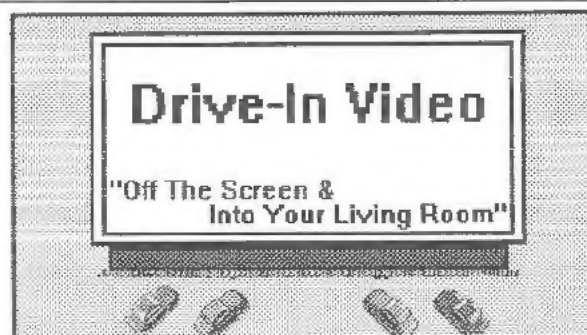 Drive-In Video
"Off The Screen &
Into Your Living Room"